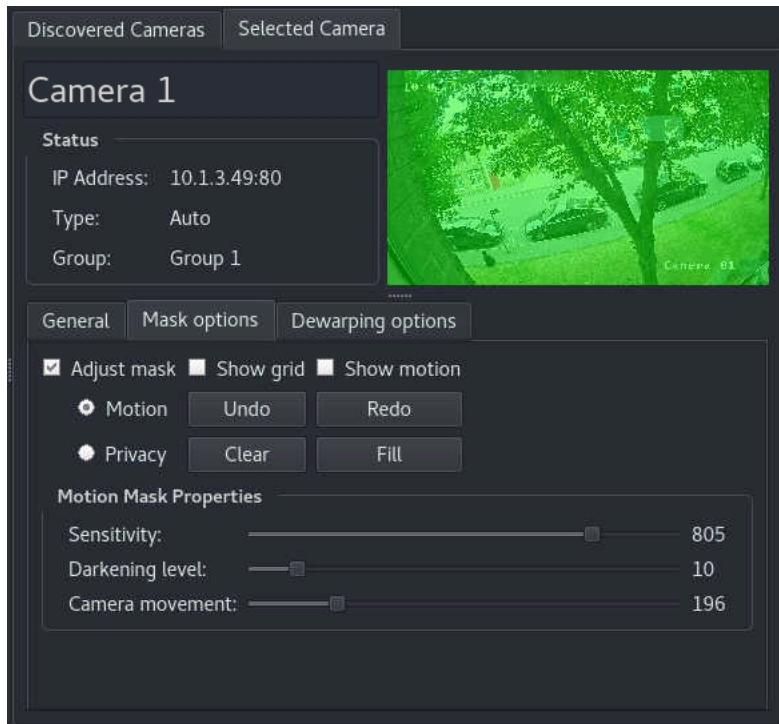 Discovered Cameras Selected Camera
Camera 1
Status
IP Address: 10.1.3.49:80
Type: Auto
Group: Group 1
Camera 01
General Mask options Dewarping options
Adjust mask Show grid Show motion
Motion Undo Redo
Privacy Clear Fill
Motion Mask Properties
Sensitivity: 805
Darkening level: 10
Camera movement: 196